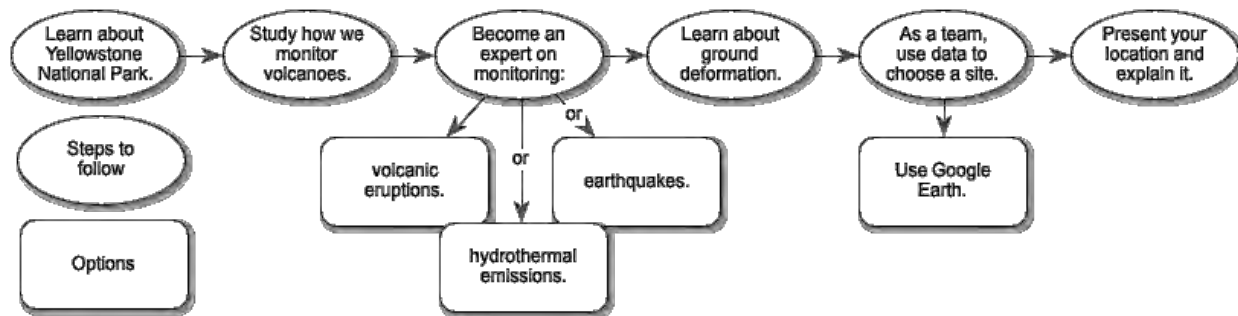 Learn about
Yellowstone
National Park.
Study how we
monitor
volcanoes.
Become an
expert on
monitoring:
Learn about
ground
deformation.
As a team,
use data to
choose a site.
Present your
location and
explain it.
or
or
Steps to
follow
volcanic
eruptions.
earthquakes.
Use Google
Earth.
Options
hydrothermal
emissions.